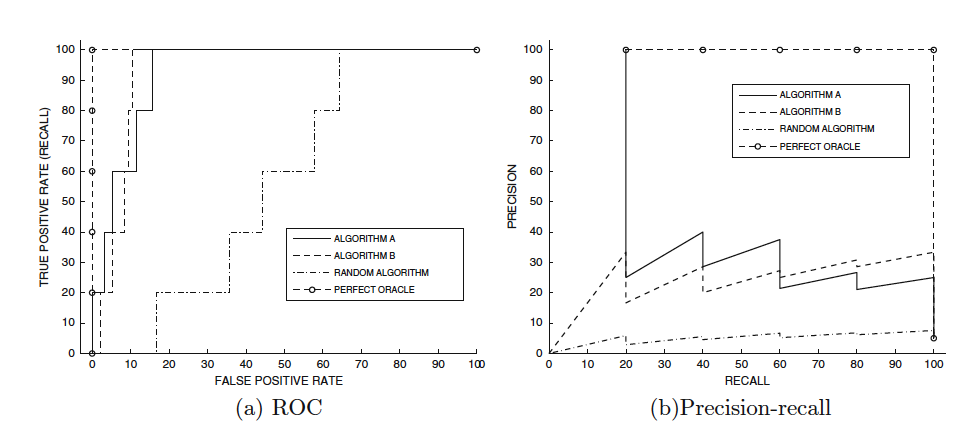 100
90
80
70
60
50
40
30
20
10
0
TRUE POSITIVE RATE (RECALL)
ALGORITHM A
ALGORITHM B
RANDOM ALGORITHM
PERFECT ORACLE
0 10 20 30 40 50 60 70 80 90 100
FALSE POSITIVE RATE
(a) ROC
100
90
80
70
60
50
40
30
20
10
0
PRECISION
ALGORITHM A
ALGORITHM B
RANDOM ALGORITHM
PERFECT ORACLE
0 10 20 30 40 50 60 70 80 90 100
RECALL
(b)Precision-recall